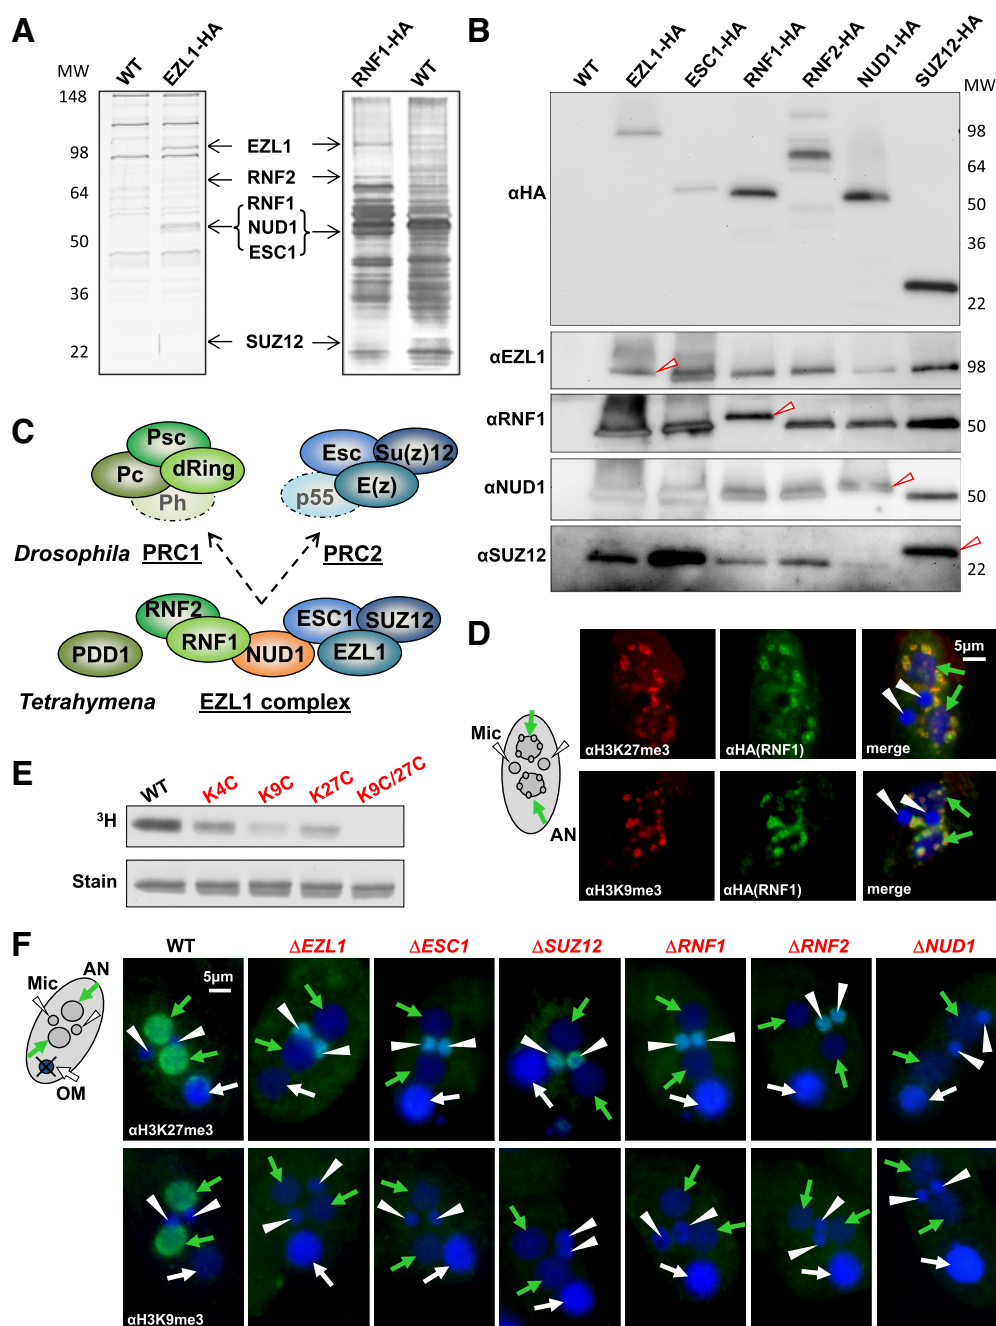 A
MW
WT
EZL1-HA
RNF1-HA
WT
148
98
64
50
36
22
EZL1
RNF2
RNF1
NUD1
ESC1
SUZ12
B
WT
EZL1-HA
ESC1-HA
RNF1-HA
RNF2-HA
NUD1-HA
SUZ12-HA
MW
αHA
98
64
50
36
22
αEZL1
98
αRNF1
50
αNUD1
50
αSUZ12
22
C
Psc
Pc
dRing
Ph
Esc
Su(z)12
p55
E(z)
Drosophila PRC1 PRC2
RNF2
RNF1
PDD1
NUD1
ESC1
SUZ12
EZL1
Tetrahymena EZL1 complex
D
Mic
AN
αH3K27me3
αHA(RNF1)
merge
5μm
αH3K9me3
αHA(RNF1)
merge
E
WT
K4C
K9C
K27C
K9C/27C
³H
Stain
F
WT
ΔEZL1
ΔESC1
ΔSUZ12
ΔRNF1
ΔRNF2
ΔNUD1
AN
Mic
OM
5μm
αH3K27me3
αH3K9me3